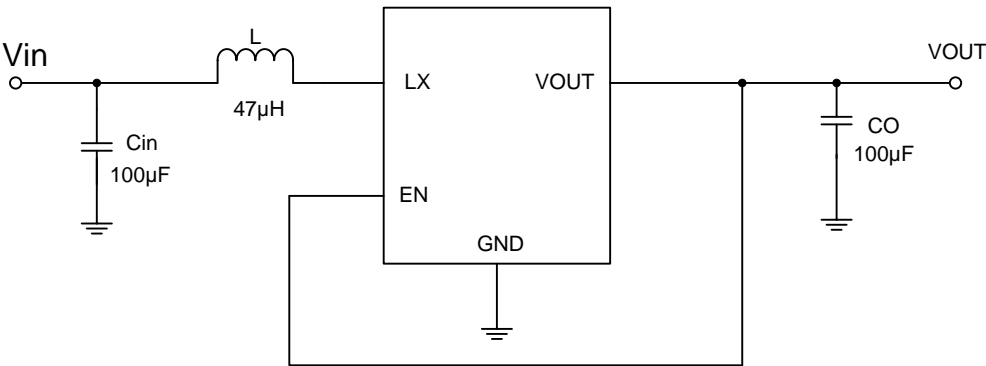 Vin
L
47µH
Cin
100µF
LX
VOUT
EN
GND
VOUT
CO
100µF